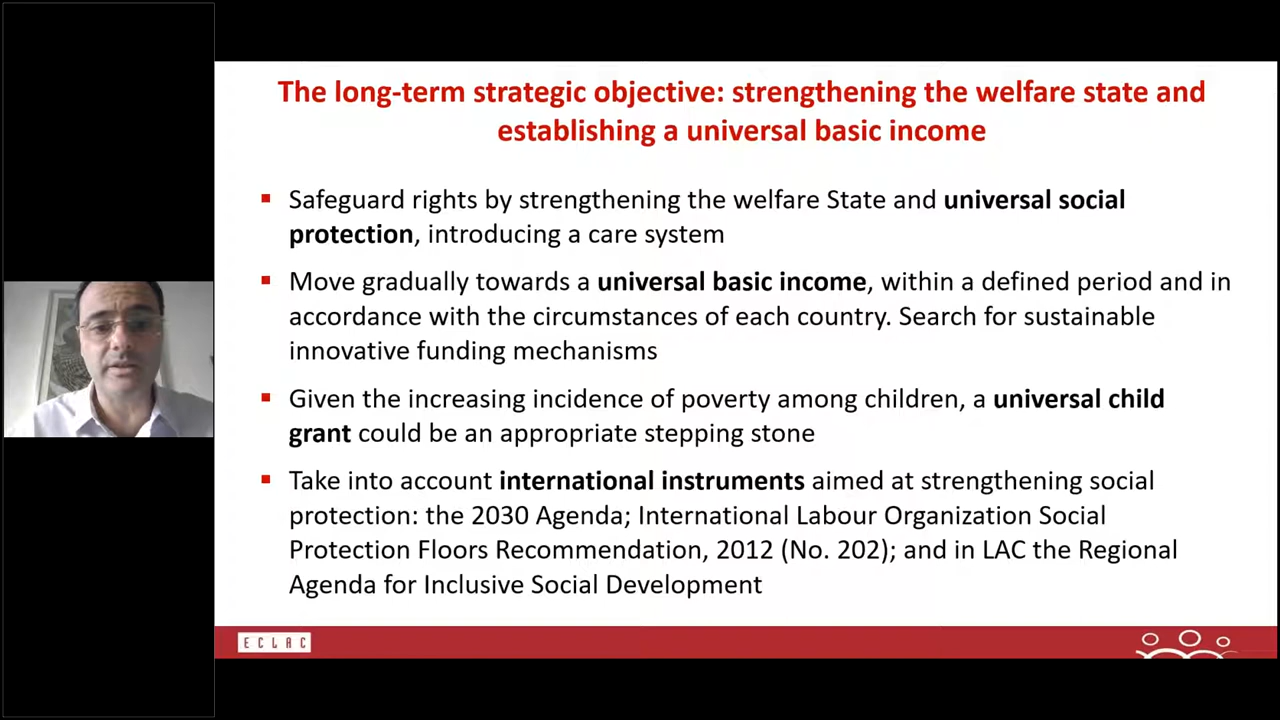 The long-term strategic objective: strengthening the welfare state and
establishing a universal basic income
Safeguard rights by strengthening the welfare State and universal social
protection, introducing a care system
Move gradually towards a universal basic income, within a defined period and in
accordance with the circumstances of each country. Search for sustainable
innovative funding mechanisms
Given the increasing incidence of poverty among children, a universal child
grant could be an appropriate stepping stone
Take into account international instruments aimed at strengthening social
protection: the 2030 Agenda; International Labour Organization Social
Protection Floors Recommendation, 2012 (No. 202); and in LAC the Regional
Agenda for Inclusive Social Development
ECLAC